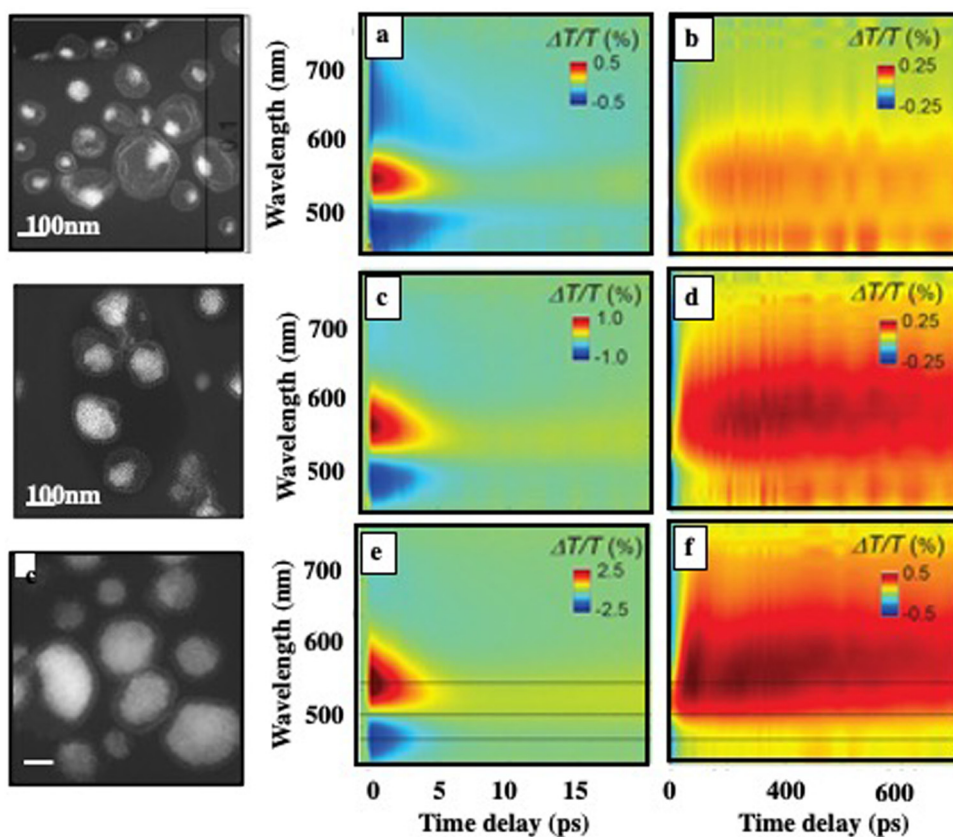 a
b
ΔT/T (%)
0.5
-0.5
ΔT/T (%)
0.25
-0.25
Wavelength (nm)
700
600
500
100nm
c
d
ΔT/T (%)
1.0
-1.0
ΔT/T (%)
0.25
-0.25
Wavelength (nm)
700
600
500
100nm
e
f
ΔT/T (%)
2.5
-2.5
ΔT/T (%)
0.5
-0.5
Wavelength (nm)
700
600
500
0 5 10 15
0 400 600
Time delay (ps)
Time delay (ps)